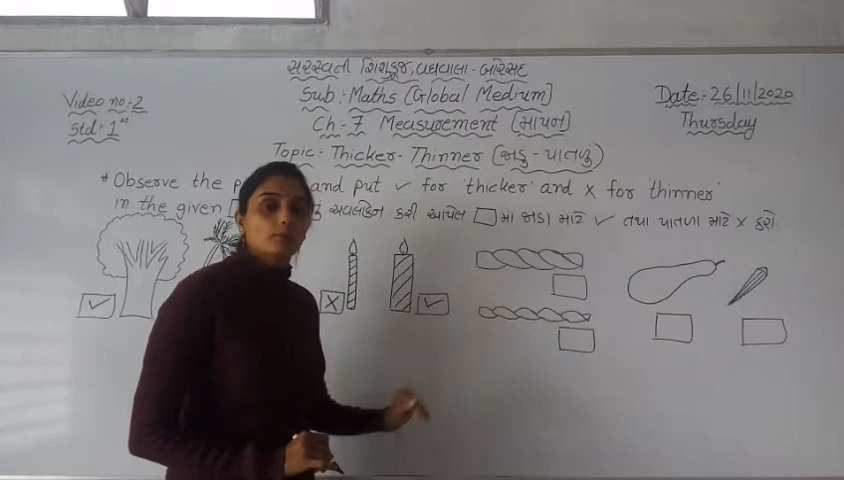 સરસ્વતી શિશુકુંજ, વઘવાલા - બોરસદ
Video no:- 2
Sub : Maths (Global Medium)
Date:- 26/11/2020
Std:- 1st
Ch:- 7 Measurement (માપન)
Thursday
Topic:- Thicker - Thinner (જાડું - પાતળું)
* Observe the and put ✓ for 'thicker' and x for 'thinner'
in the given અવલોકન કરી આપેલ □ માં જાડા માટે ✓ તથા પાતળા માટે x કરો.
✓ x ✓